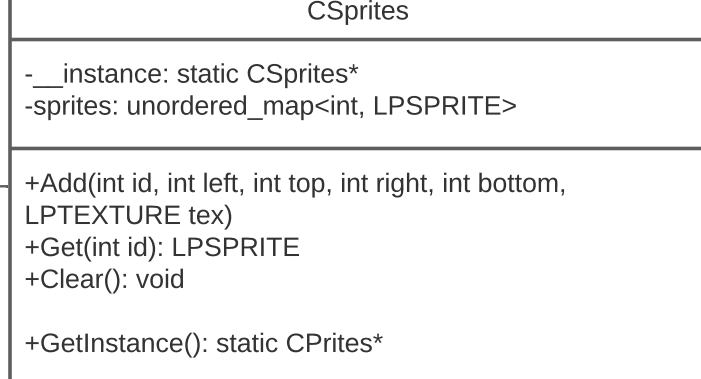 CSprites
-__instance: static CSprites*
-sprites: unordered_map<int, LPSPRITE>
+Add(int id, int left, int top, int right, int bottom,
LPTEXTURE tex)
+Get(int id): LPSPRITE
+Clear(): void
+GetInstance(): static CPrites*